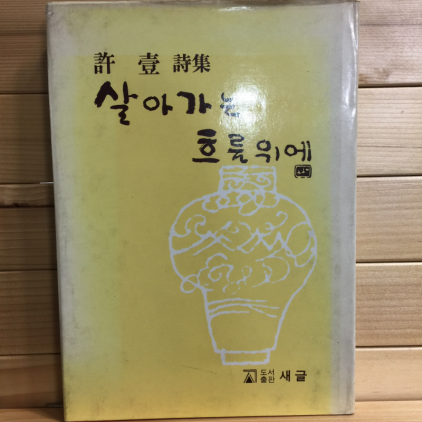 許壹 詩集
살아가는
흐름위에
도서
출판 새글